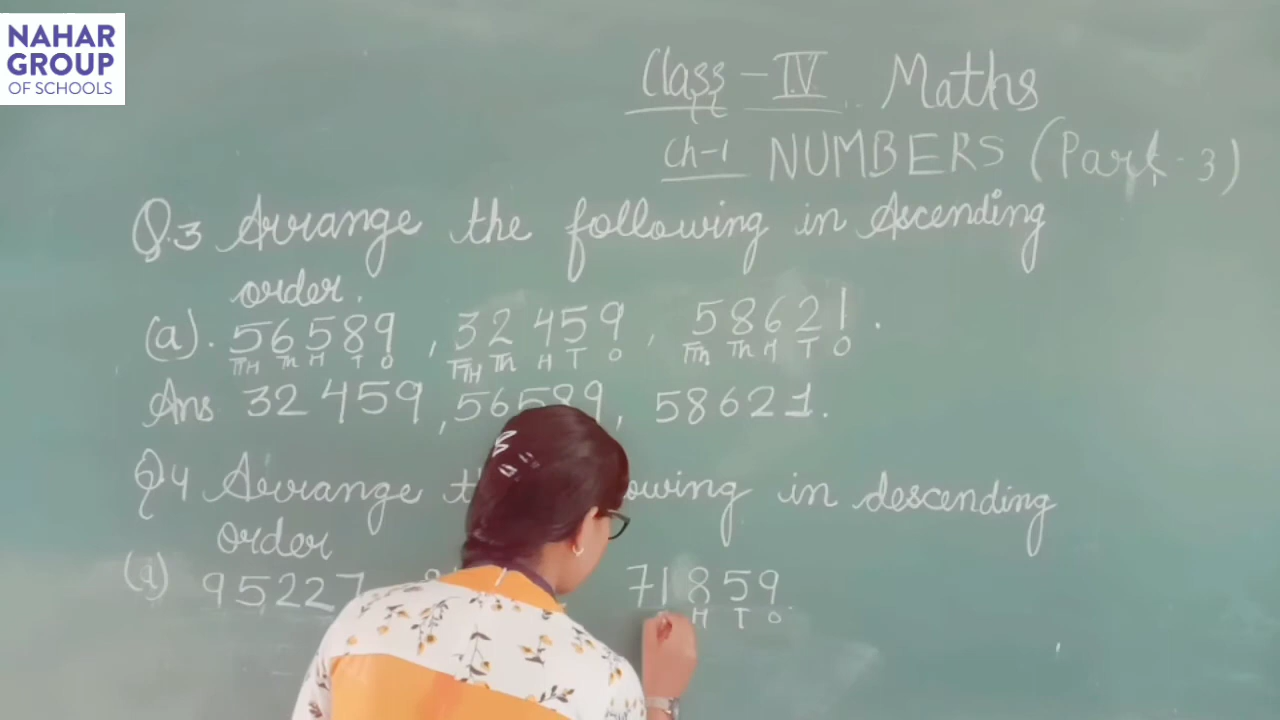 NAHAR
GROUP
OF SCHOOLS
Class - IV Maths
Ch-1 NUMBERS (Part-3)
Q.3 Arrange the following in Ascending
order.
(a). 56589, 32459, 58621.
TTH Th H T O TTH Th H T O TTh Th H T O
Ans 32459, 56589, 58621.
Q4 Arrange in descending
order
(a) 95227 71859
H T O